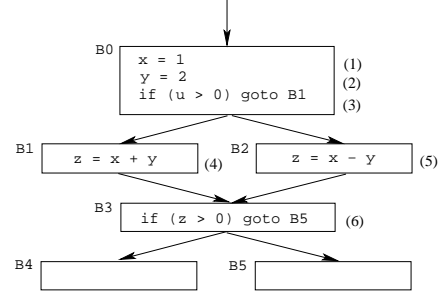 B0
x = 1 (1)
y = 2 (2)
if (u > 0) goto B1 (3)
B1 z = x + y (4)
B2 z = x - y (5)
B3 if (z > 0) goto B5 (6)
B4
B5